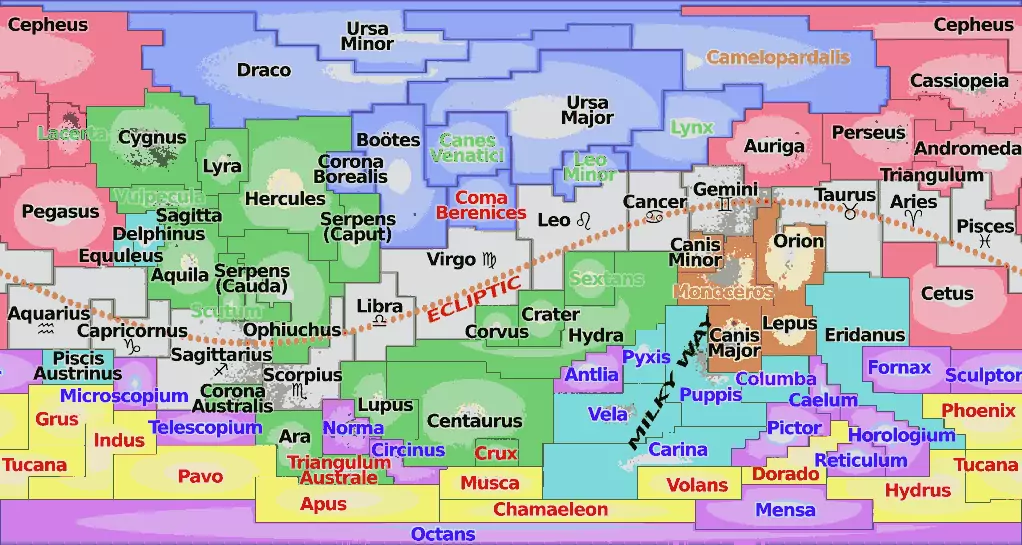 Cepheus
Ursa
Minor
Cepheus
Draco
Camelopardalis
Cassiopeia
Ursa
Major
Lacerta
Cygnus
Boötes
Canes
Venatici
Lynx
Auriga
Perseus
Andromeda
Lyra
Corona
Borealis
Leo
Minor
Triangulum
Vulpecula
Hercules
Gemini
♊
Taurus
♉
Aries
♈
Pegasus
Sagitta
Serpens
(Caput)
Coma
Berenices
Leo ♌
Cancer
♋
Pisces
♓
Delphinus
Equuleus
Aquila
Serpens
(Cauda)
Virgo ♍
Canis
Minor
Orion
Sextans
Monoceros
Cetus
Scutum
ECLIPTIC
Libra
♎
Aquarius
♒
Capricornus
♑
Ophiuchus
Corvus
Crater
Hydra
Canis
Major
Lepus
Eridanus
MILKY WAY
Piscis
Austrinus
Sagittarius
♐
Scorpius
♏
Pyxis
Antlia
Columba
Fornax
Sculptor
Microscopium
Corona
Australis
Puppis
Caelum
Grus
Lupus
Centaurus
Vela
Phoenix
Indus
Telescopium
Ara
Norma
Pictor
Horologium
Circinus
Crux
Carina
Reticulum
Tucana
Pavo
Triangulum
Australe
Musca
Volans
Dorado
Hydrus
Tucana
Apus
Chamaeleon
Mensa
Octans